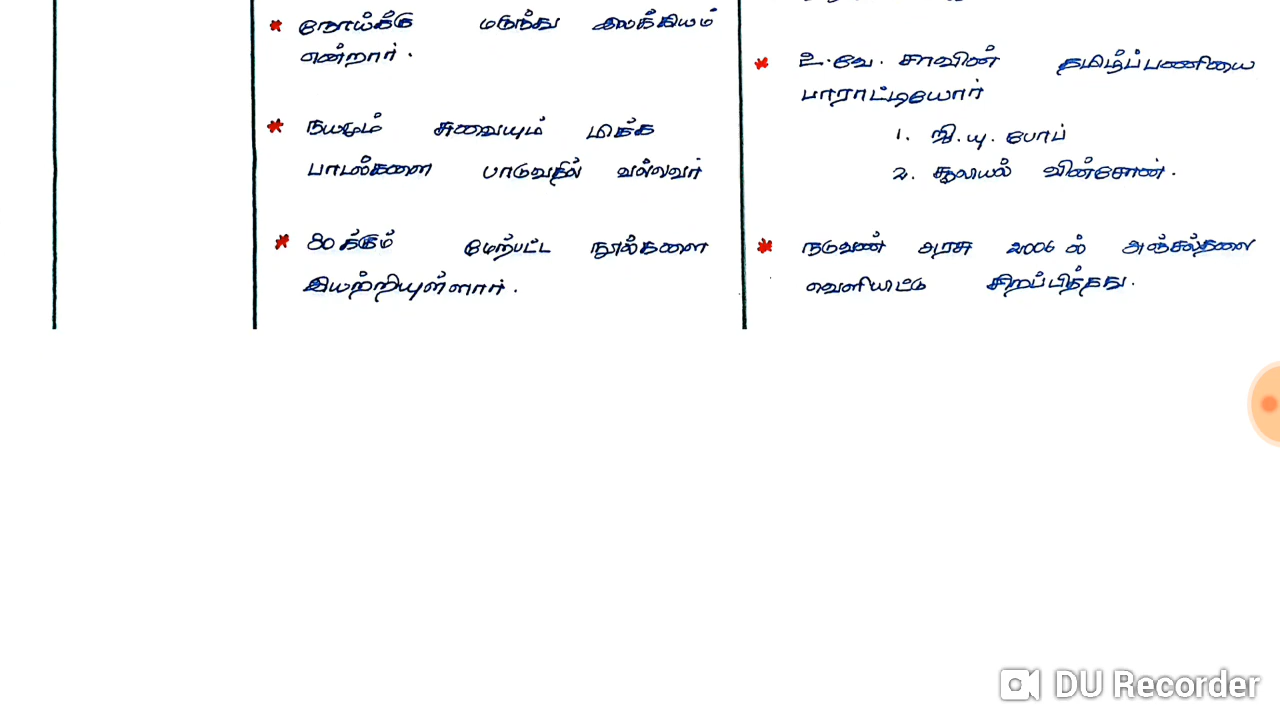 * நோய்க்கு மருந்து இலக்கியம்
என்றார்.
* நயமும் சுவையும் மிக்க
பாடல்களை பாடுவதில் வல்லவர்
* 80க்கும் மேற்பட்ட நூல்களை
இயற்றியுள்ளார்.
* உ.வே. சாவின் தமிழ்ப்பணியை
பாராட்டியோர்
1. ஜி.யு. போப்
2. சூலியல் வின்சோன்.
* நடுவண் அரசு 2006 ல் அஞ்சல்தலை
வெளியிட்டு சிறப்பித்தது.
DU Recorder